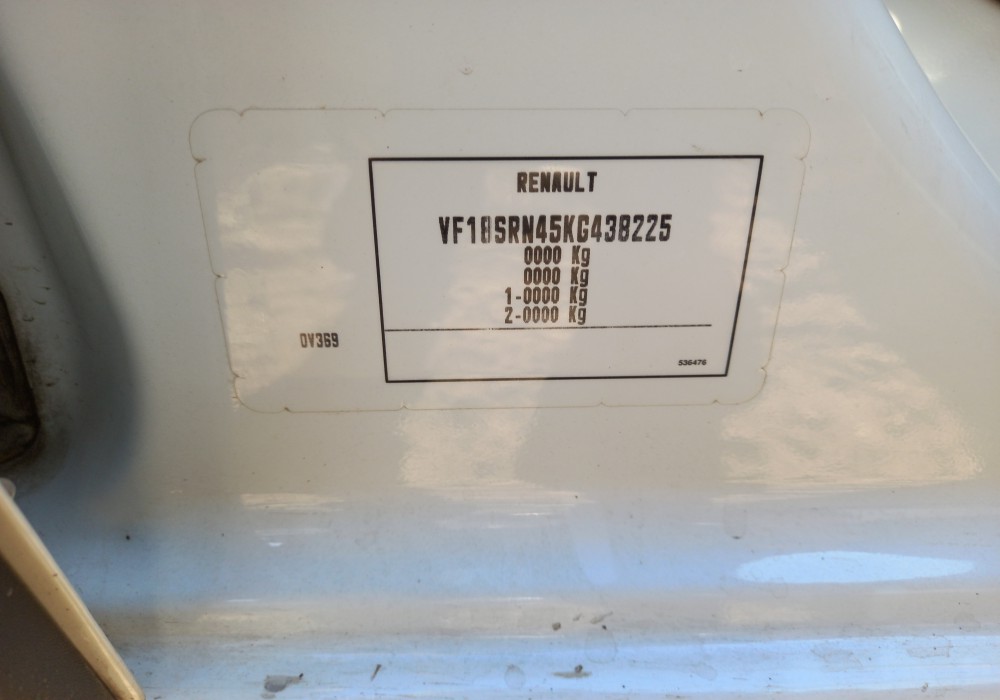 RENAULT
VF18SRN45KG438225
0000 Kg
0000 Kg
1-0000 Kg
2-0000 Kg
OV369
536476